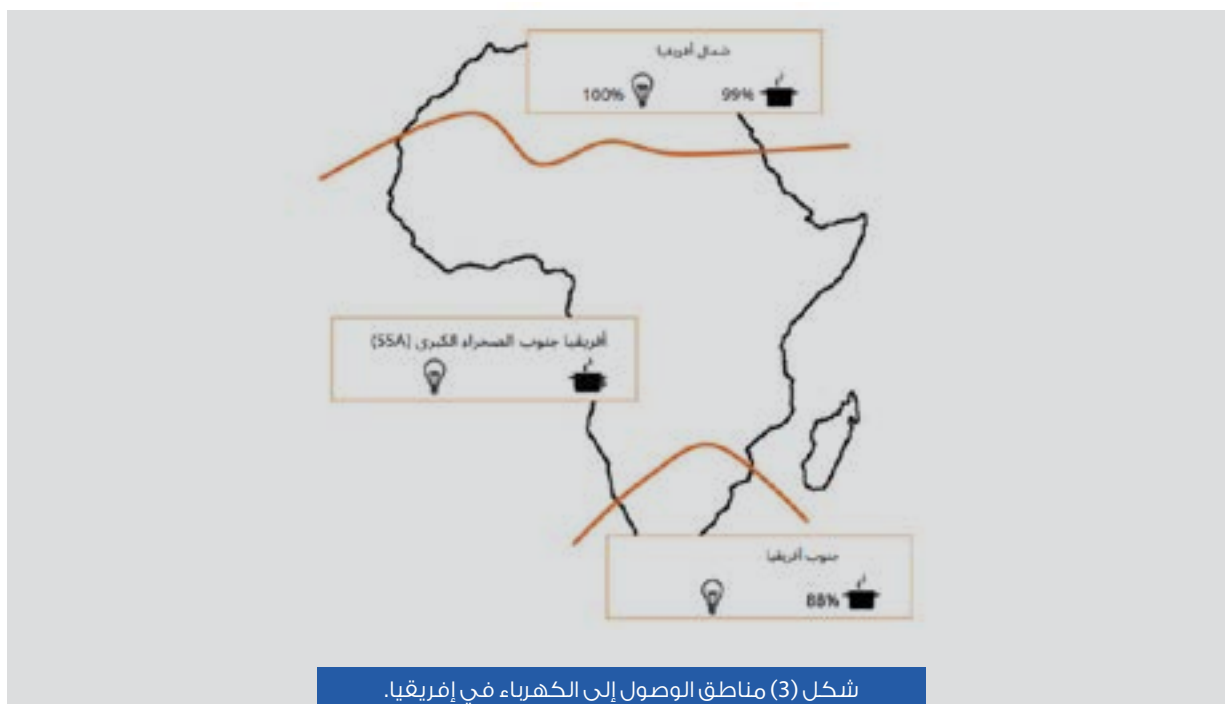 شمال أفريقيا
99% 100%
أفريقيا جنوب الصحراء الكبرى (SSA)
جنوب أفريقيا
88%
شكل (3) مناطق الوصول إلى الكهرباء في إفريقيا.